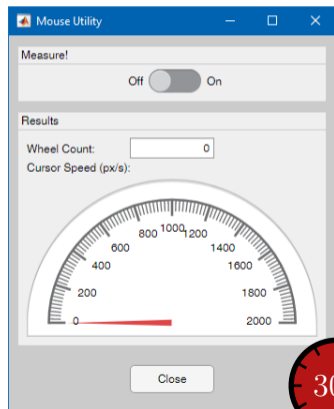 Mouse Utility
Measure!
Off On
Results
Wheel Count: 0
Cursor Speed (px/s):
0
200
400
600
800
1000
1200
1400
1600
1800
2000
30
Close